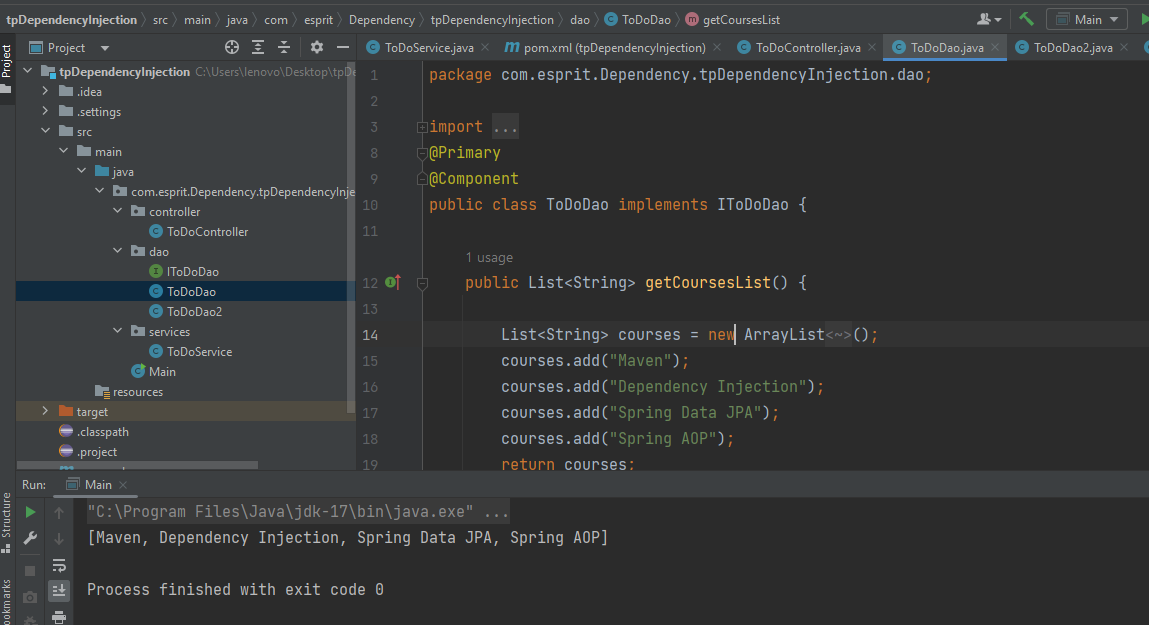 tpDependencyInjection src main java com esprit Dependency tpDependencyInjection dao ToDoDao getCoursesList Main
Project
Project
ToDoService.java pom.xml (tpDependencyInjection) ToDoController.java ToDoDao.java ToDoDao2.java
tpDependencyInjection C:\Users\lenovo\Desktop\tpDe
.idea
.settings
src
main
java
com.esprit.Dependency.tpDependencyInje
controller
ToDoController
dao
IToDoDao
ToDoDao
ToDoDao2
services
ToDoService
Main
resources
target
.classpath
.project
1 package com.esprit.Dependency.tpDependencyInjection.dao;
2
3 import ...
8 @Primary
9 @Component
10 public class ToDoDao implements IToDoDao {
11
1 usage
12 public List<String> getCoursesList() {
13
14 List<String> courses = new ArrayList<~>();
15 courses.add("Maven");
16 courses.add("Dependency Injection");
17 courses.add("Spring Data JPA");
18 courses.add("Spring AOP");
19 return courses;
Run: Main
"C:\Program Files\Java\jdk-17\bin\java.exe" ...
[Maven, Dependency Injection, Spring Data JPA, Spring AOP]
Process finished with exit code 0
Structure
ookmarks